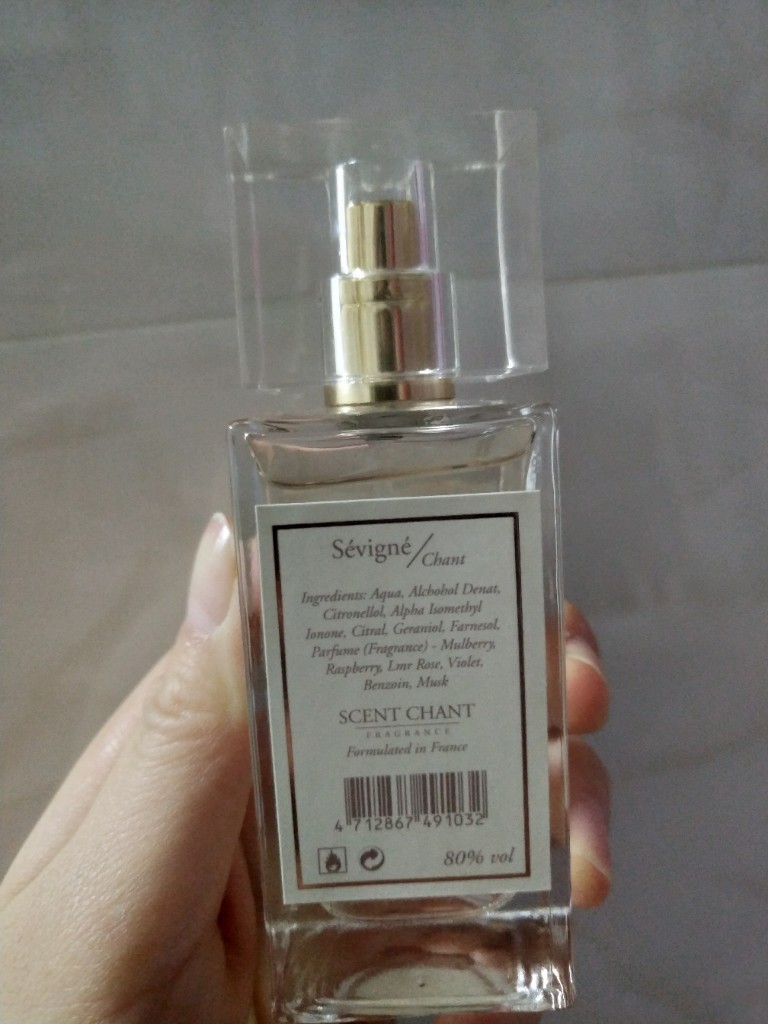 Sévigné/Chant
Ingredients: Aqua, Alchohol Denat,
Citronellol, Alpha Isomethyl
Ionone, Citral, Geraniol, Farnesol,
Parfume (Fragrance) - Mulberry,
Raspberry, Lmr Rose, Violet,
Benzoin, Musk
SCENT CHANT
FRAGRANCE
Formulated in France
4 712867 491032
80% vol